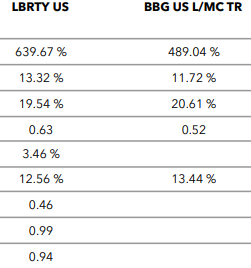 LBRTY US BBG US L/MC TR
639.67 % 489.04 %
13.32 % 11.72 %
19.54 % 20.61 %
0.63 0.52
3.46 %
12.56 % 13.44 %
0.46
0.99
0.94